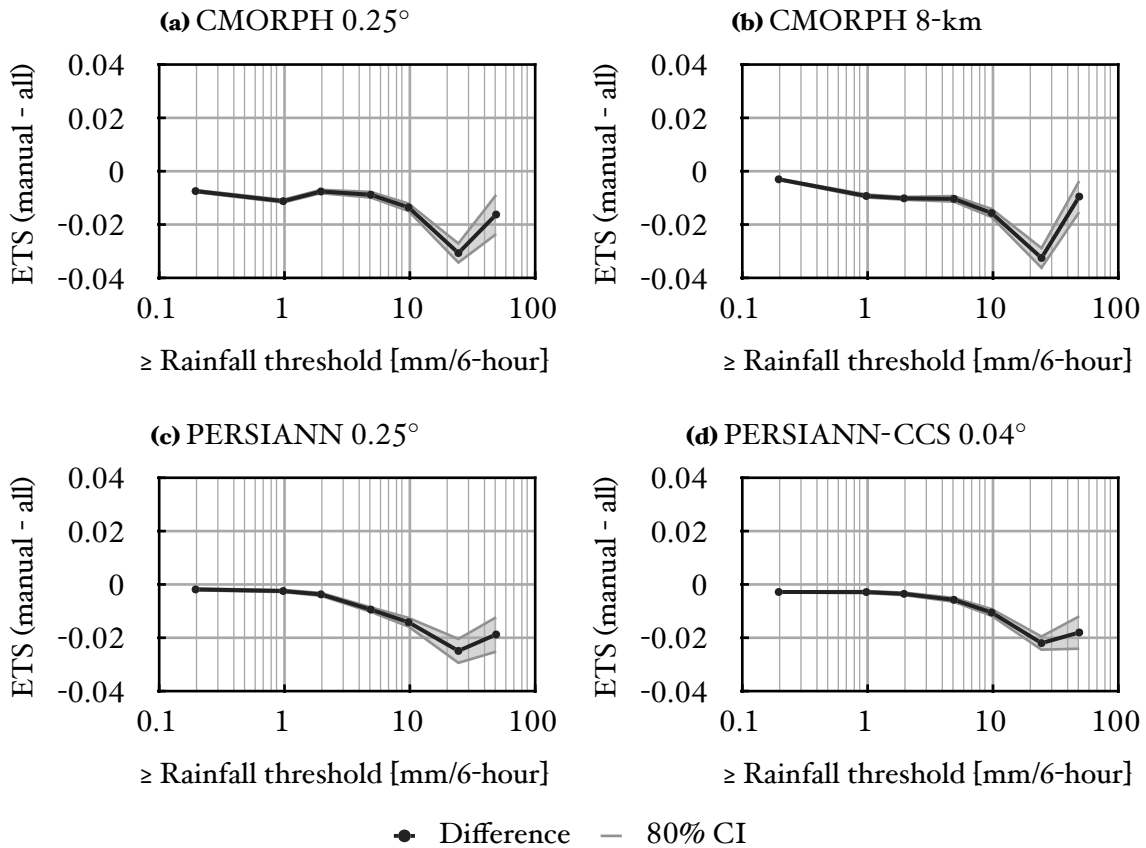 (a) CMORPH 0.25°
ETS (manual - all)
0.04
0.02
0
-0.02
-0.04
0.1 1 10 100
≥ Rainfall threshold [mm/6-hour]
(b) CMORPH 8-km
ETS (manual - all)
0.04
0.02
0
-0.02
-0.04
0.1 1 10 100
≥ Rainfall threshold [mm/6-hour]
(c) PERSIANN 0.25°
ETS (manual - all)
0.04
0.02
0
-0.02
-0.04
0.1 1 10 100
≥ Rainfall threshold [mm/6-hour]
(d) PERSIANN-CCS 0.04°
ETS (manual - all)
0.04
0.02
0
-0.02
-0.04
0.1 1 10 100
≥ Rainfall threshold [mm/6-hour]
Difference 80% CI